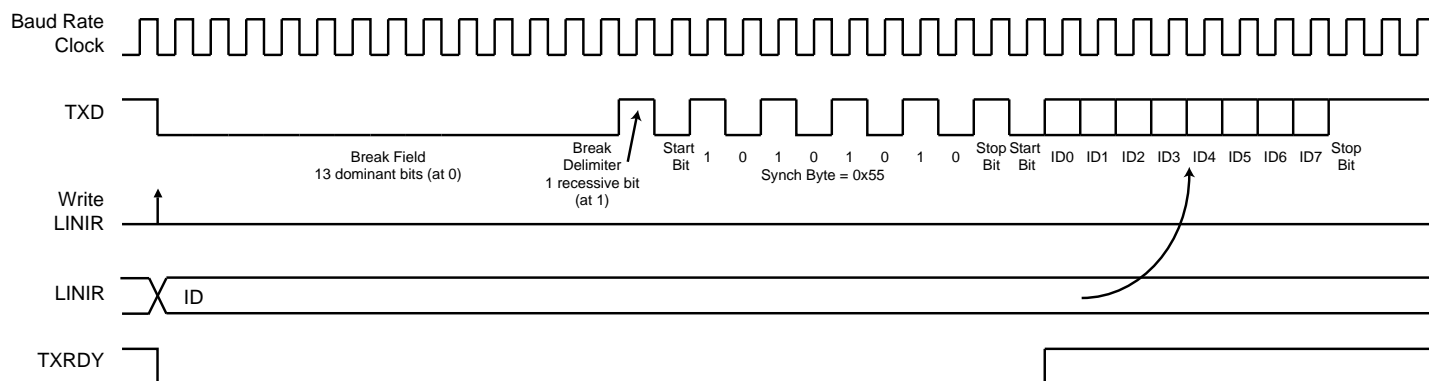 Baud Rate
Clock
TXD
Break Field
13 dominant bits (at 0)
Break
Delimiter
1 recessive bit
(at 1)
Start
Bit
1 0 1 0 1 0 1 0
Synch Byte = 0x55
Stop
Bit
Start
Bit
ID0 ID1 ID2 ID3 ID4 ID5 ID6 ID7
Stop
Bit
Write
LINIR
LINIR
ID
TXRDY